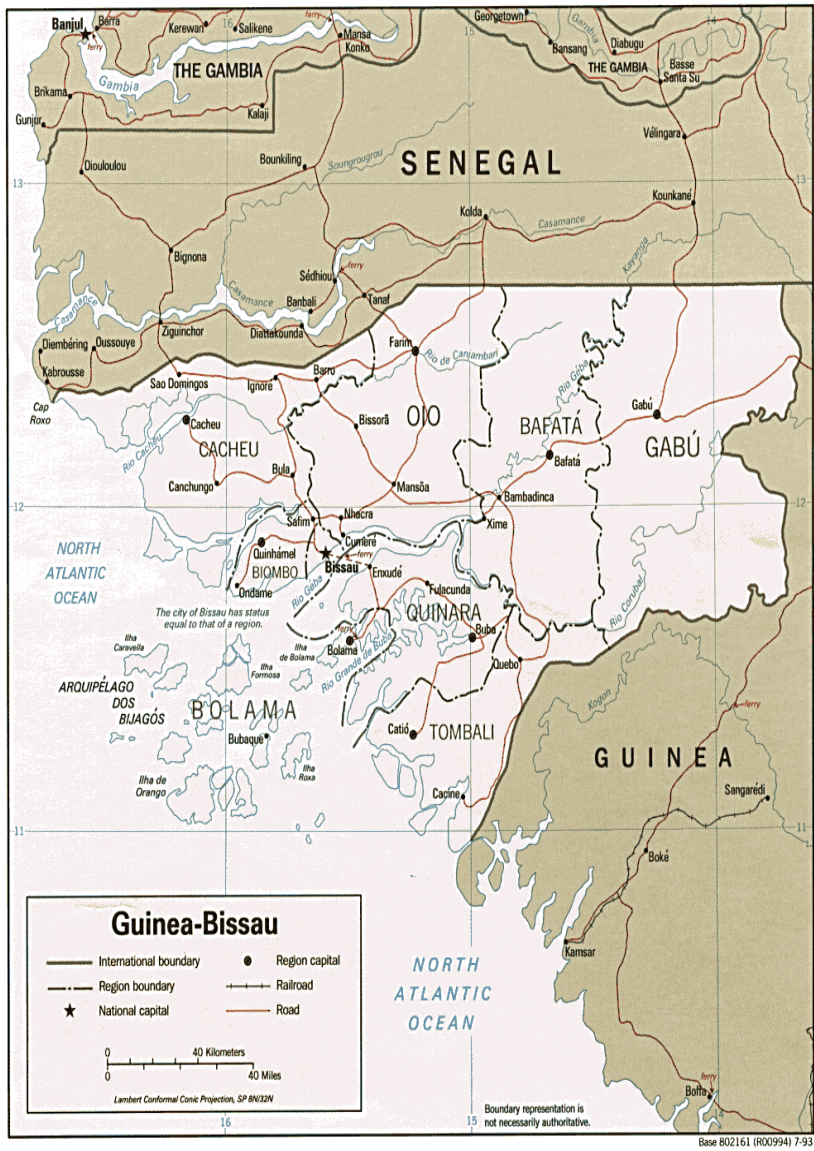 Banjul
Barra
ferry
Kerewan
16
Salikene
ferry
Mansa
Konko
Georgetown
Gambia
Bansang
Diabugu
14
THE GAMBIA
Gambia
THE GAMBIA
Basse
Santa Su
Brikama
Kalaji
Gunjur
Vélingara
Diouloulou
Bounkiling
Soungrougrou
SENEGAL
13
13
Kounkané
Kolda
Casamance
Bignona
Kayanga
Sédhiou
ferry
Casamance
Casamance
Banbali
Tanaf
Ziguinchor
Diattakounda
Diembéring
Oussouye
Farim
Rio de Canjambari
Kabrousse
Sao Domingos
Ignore
Barro
Rio Géba
Cap
Roxo
Cacheu
Bissorã
OIO
BAFATÁ
Gabú
Rio Cacheu
CACHEU
GABÚ
Bafatá
Canchungo
Bula
Mansôa
Bambadinca
12
12
Safim
Nhacra
Xime
NORTH
ATLANTIC
OCEAN
Quinhámel
Cumeré
ferry
Bissau
BIOMBO
Enxudé
Ondame
Rio Géba
Fulacunda
Rio Corubal
The city of Bissau has status
equal to that of a region.
QUINARA
ferry
Buba
Ilha
Caravela
Ilha
de Bolama
Bolama
Rio Grande de Buba
Quebo
Ilha
Formosa
ARQUIPÉLAGO
DOS
BIJAGÓS
BOLAMA
Kogon
ferry
Catió
TOMBALI
Bubaque
GUINEA
Ilha de
Orango
Ilha
Roxa
Cacine
Sangarédi
11
11
Boké
Guinea-Bissau
International boundary
Region capital
Region boundary
Railroad
National capital
Road
0 40 Kilometers
0 40 Miles
Lambert Conformal Conic Projection, SP 8N/32N
Kamsar
NORTH
ATLANTIC
OCEAN
ferry
Boffa
Boundary representation is
not necessarily authoritative.
16
15
14
Base 802161 (R00994) 7-93